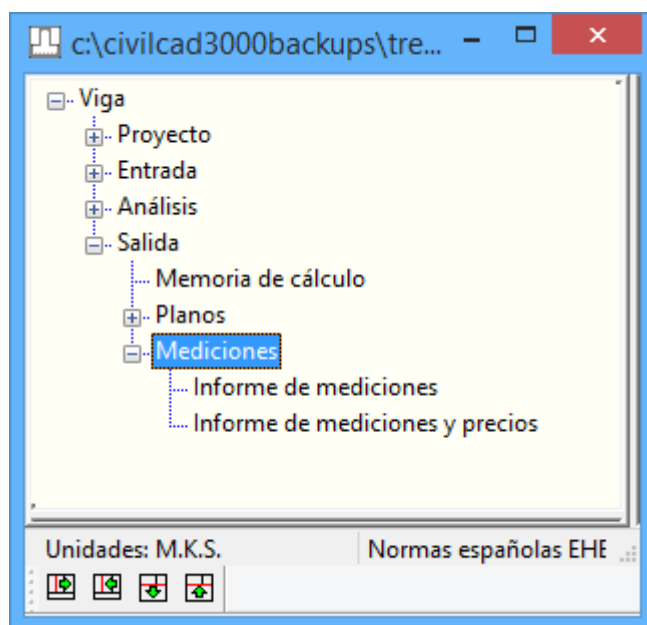 c:\civilcad3000backups\tre...
Viga
Proyecto
Entrada
Análisis
Salida
Memoria de cálculo
Planos
Mediciones
Informe de mediciones
Informe de mediciones y precios
Unidades: M.K.S. Normas españolas EHE